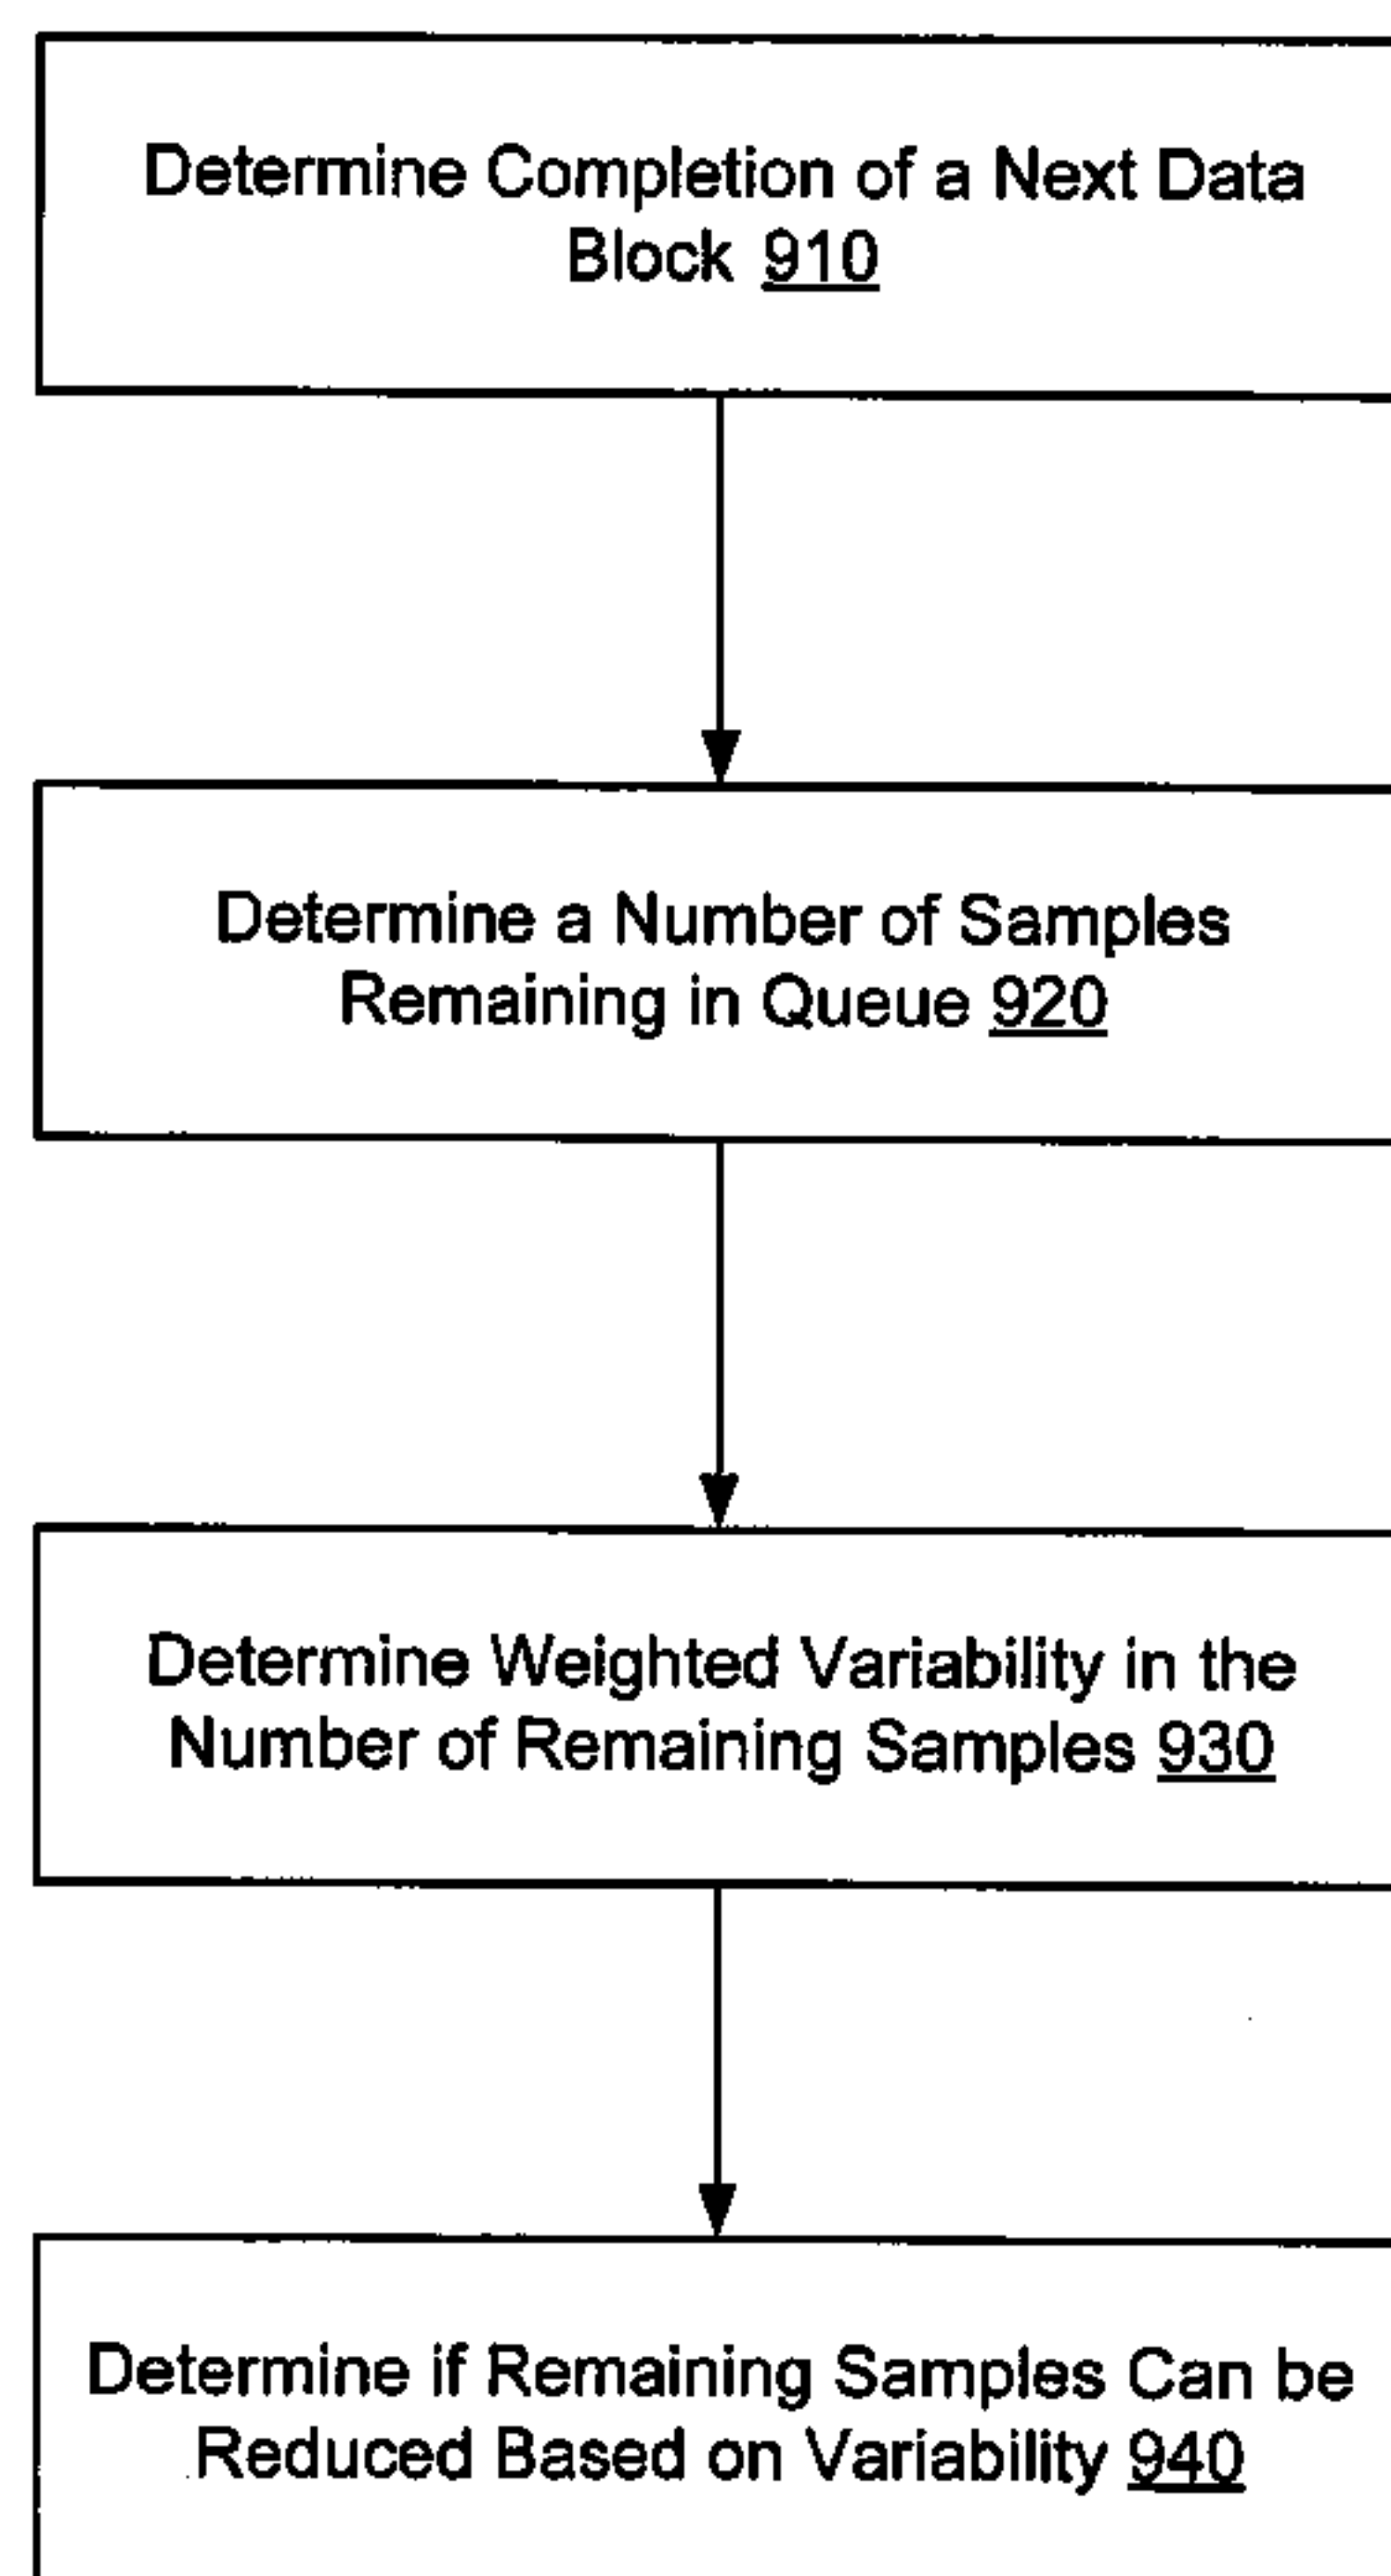 Determine Completion of a Next Data
Block 910
Determine a Number of Samples
Remaining in Queue 920
Determine Weighted Variability in the
Number of Remaining Samples 930
Determine if Remaining Samples Can be
Reduced Based on Variability 940